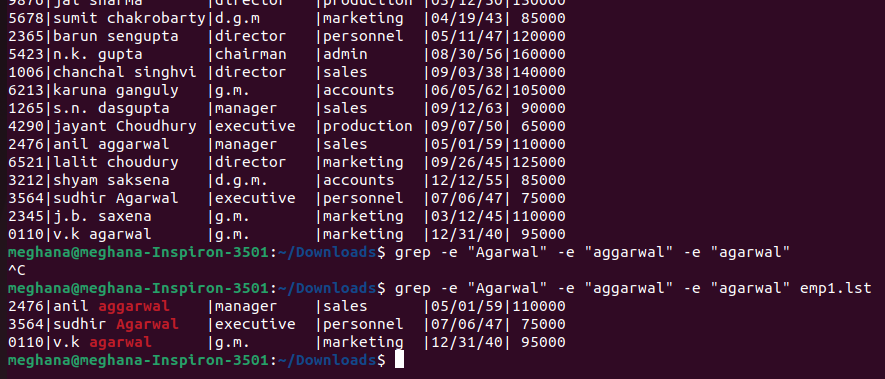 9876|jai sharma |director |production |03/12/50|130000
5678|sumit chakrobarty|d.g.m |marketing |04/19/43| 85000
2365|barun sengupta |director |personnel |05/11/47|120000
5423|n.k. gupta |chairman |admin |08/30/56|160000
1006|chanchal singhvi |director |sales |09/03/38|140000
6213|karuna ganguly |g.m. |accounts |06/05/62|105000
1265|s.n. dasgupta |manager |sales |09/12/63| 90000
4290|jayant Choudhury |executive |production |09/07/50| 65000
2476|anil aggarwal |manager |sales |05/01/59|110000
6521|lalit choudury |director |marketing |09/26/45|125000
3212|shyam saksena |d.g.m. |accounts |12/12/55| 85000
3564|sudhir Agarwal |executive |personnel |07/06/47| 75000
2345|j.b. saxena |g.m. |marketing |03/12/45|110000
0110|v.k agarwal |g.m. |marketing |12/31/40| 95000
meghana@meghana-Inspiron-3501:~/Downloads$ grep -e "Agarwal" -e "aggarwal" -e "agarwal"
^C
meghana@meghana-Inspiron-3501:~/Downloads$ grep -e "Agarwal" -e "aggarwal" -e "agarwal" emp1.lst
2476|anil aggarwal |manager |sales |05/01/59|110000
3564|sudhir Agarwal |executive |personnel |07/06/47| 75000
0110|v.k agarwal |g.m. |marketing |12/31/40| 95000
meghana@meghana-Inspiron-3501:~/Downloads$